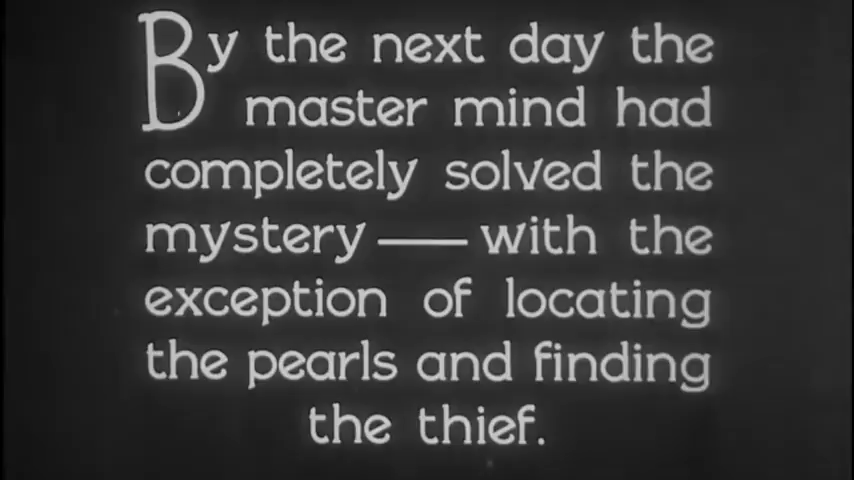 By the next day the
master mind had
completely solved the
mystery — with the
exception of locating
the pearls and finding
the thief.